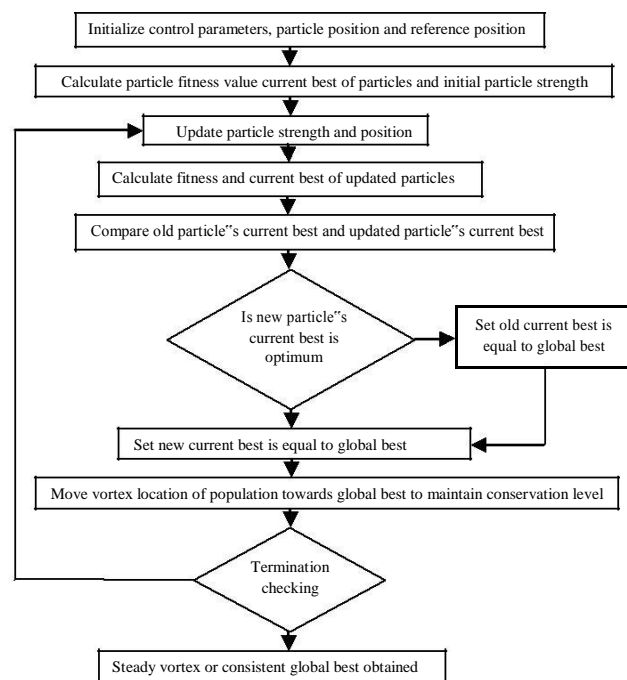 Initialize control parameters, particle position and reference position
Calculate particle fitness value current best of particles and initial particle strength
Update particle strength and position
Calculate fitness and current best of updated particles
Compare old particle‟s current best and updated particle‟s current best
Is new particle‟s
current best is
optimum
Set old current best is
equal to global best
Set new current best is equal to global best
Move vortex location of population towards global best to maintain conservation level
Termination
checking
Steady vortex or consistent global best obtained